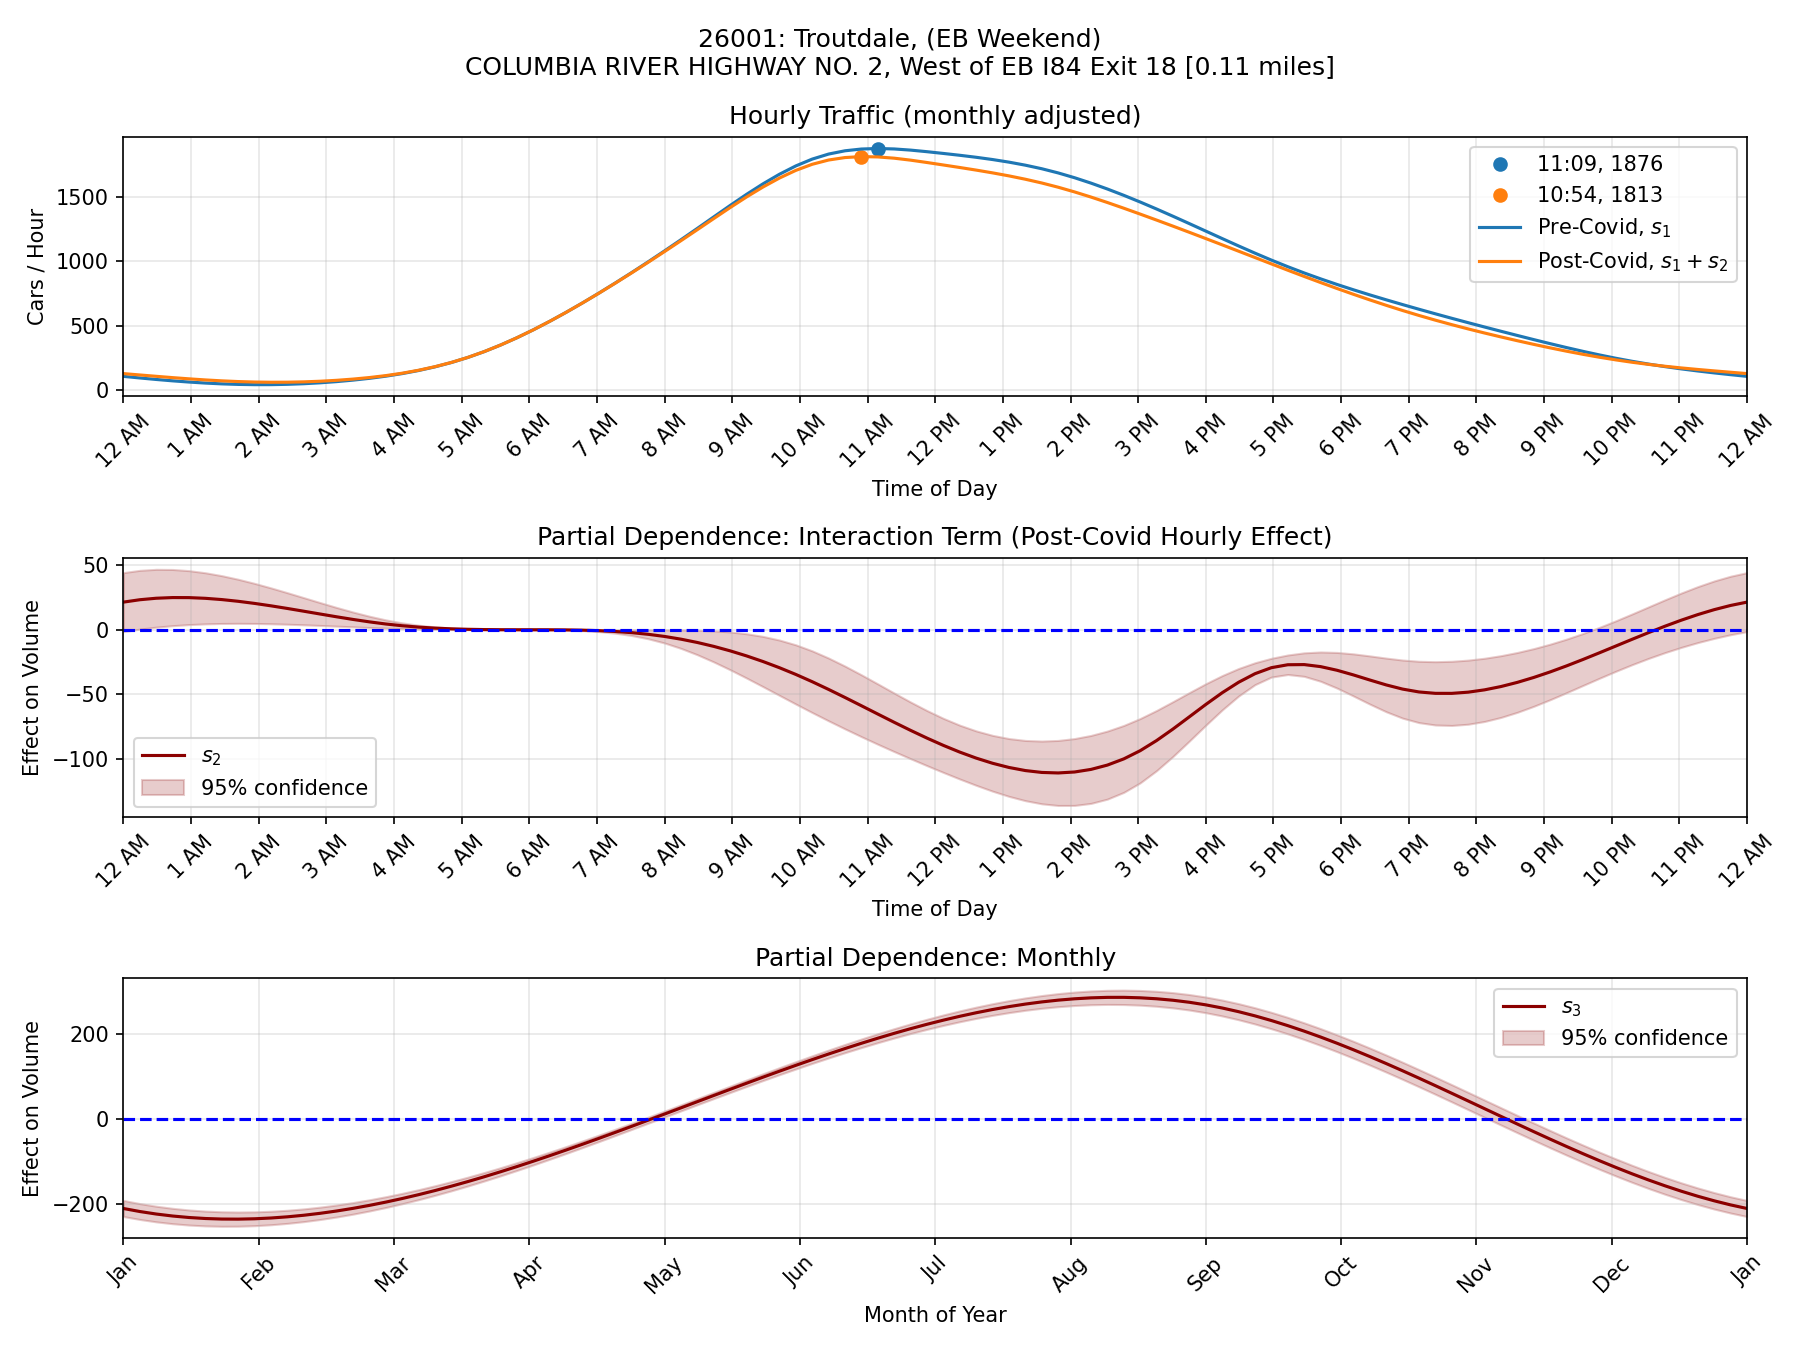 26001: Troutdale, (EB Weekend)
COLUMBIA RIVER HIGHWAY NO. 2, West of EB I84 Exit 18 [0.11 miles]
Hourly Traffic (monthly adjusted)
Cars / Hour
1500
1000
500
0
11:09, 1876
10:54, 1813
Pre-Covid, s₁
Post-Covid, s₁ + s₂
12 AM 1 AM 2 AM 3 AM 4 AM 5 AM 6 AM 7 AM 8 AM 9 AM 10 AM 11 AM 12 PM 1 PM 2 PM 3 PM 4 PM 5 PM 6 PM 7 PM 8 PM 9 PM 10 PM 11 PM 12 AM
Time of Day
Partial Dependence: Interaction Term (Post-Covid Hourly Effect)
Effect on Volume
50
0
−50
−100
s₂
95% confidence
12 AM 1 AM 2 AM 3 AM 4 AM 5 AM 6 AM 7 AM 8 AM 9 AM 10 AM 11 AM 12 PM 1 PM 2 PM 3 PM 4 PM 5 PM 6 PM 7 PM 8 PM 9 PM 10 PM 11 PM 12 AM
Time of Day
Partial Dependence: Monthly
Effect on Volume
200
0
−200
s₃
95% confidence
Jan Feb Mar Apr May Jun Jul Aug Sep Oct Nov Dec Jan
Month of Year